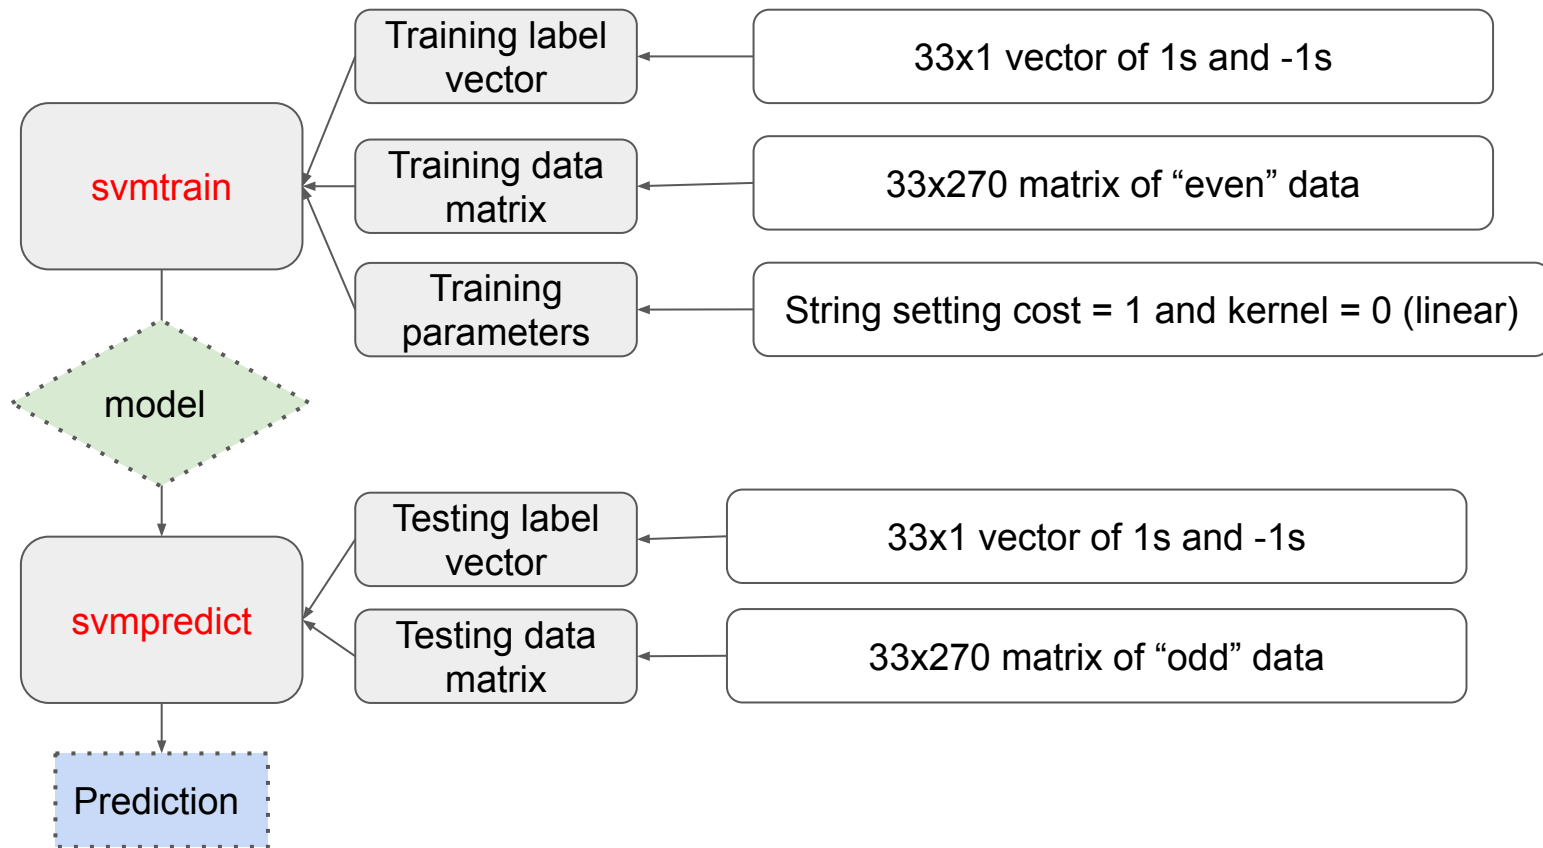 Training label
vector
33x1 vector of 1s and -1s
svmtrain
Training data
matrix
33x270 matrix of “even” data
Training
parameters
String setting cost = 1 and kernel = 0 (linear)
model
Testing label
vector
33x1 vector of 1s and -1s
svmpredict
Testing data
matrix
33x270 matrix of “odd” data
Prediction